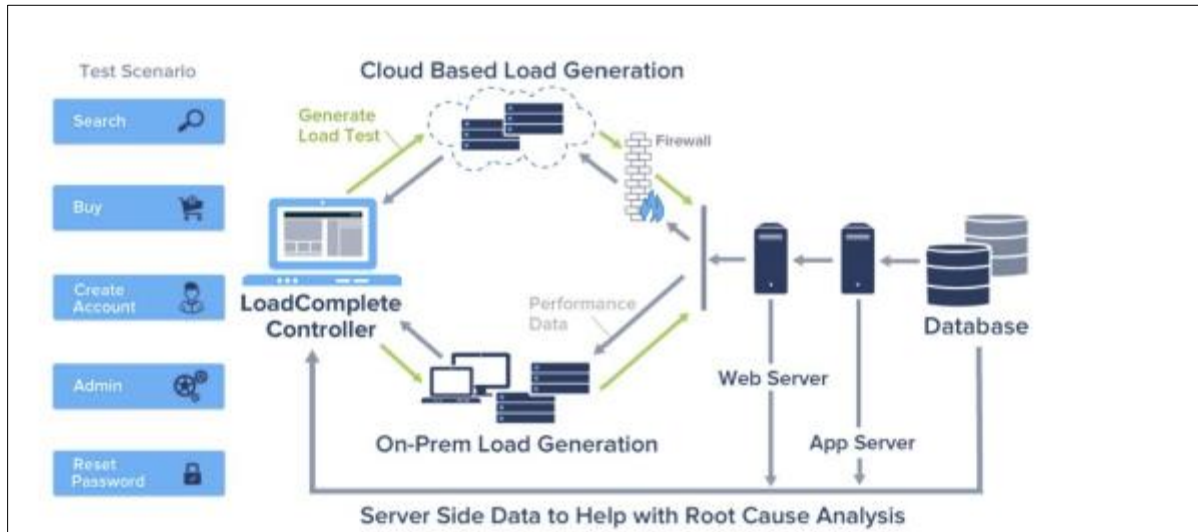 Test Scenario
Search
Buy
Create
Account
Admin
Reset
Password
Cloud Based Load Generation
Generate
Load Test
Firewall
LoadComplete
Controller
Performance
Data
On-Prem Load Generation
Web Server
App Server
Database
Server Side Data to Help with Root Cause Analysis